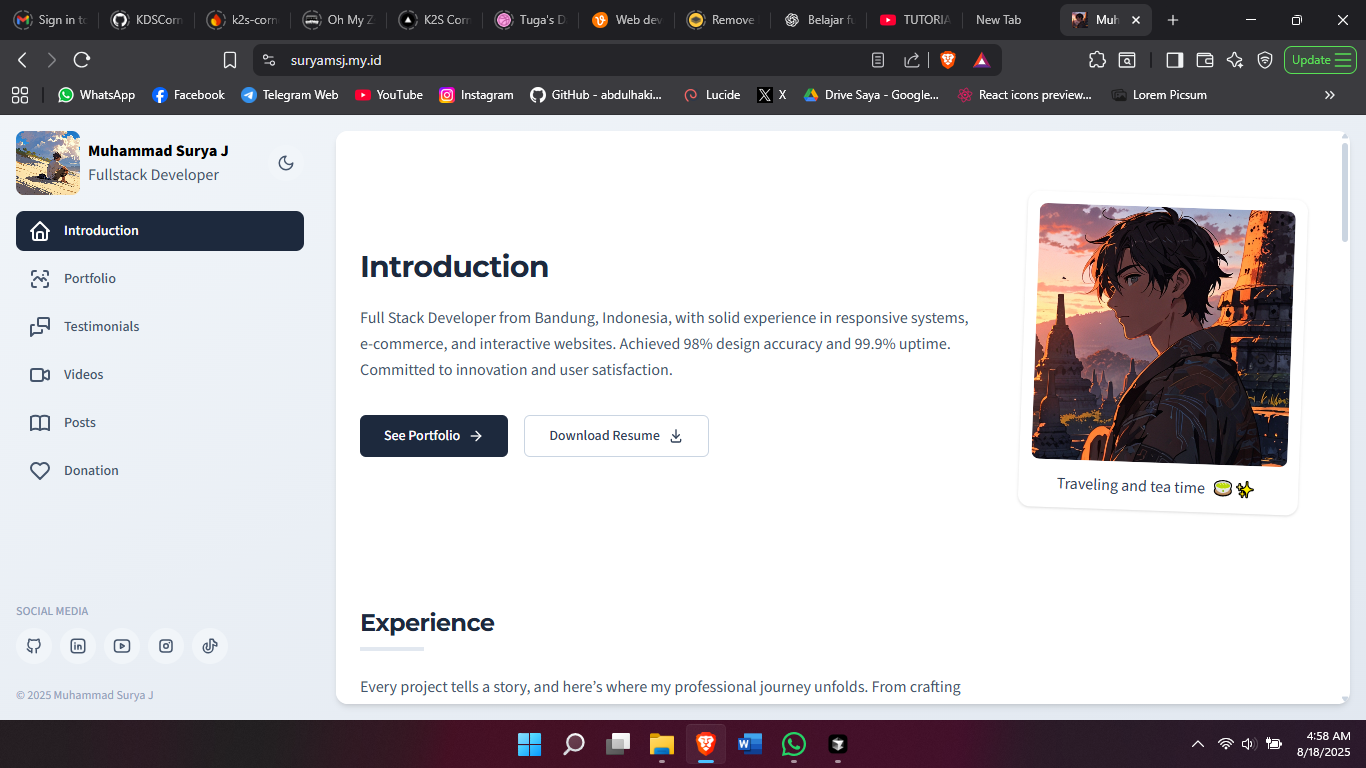 Sign in to
KDSCorn
k2s-corn
Oh My Z
K2S Corn
Tuga's D
Web dev
Remove
Belajar fu
TUTORIA
New Tab
Muh
suryamsj.my.id
Update
WhatsApp
Facebook
Telegram Web
YouTube
Instagram
GitHub - abdulhaki...
Lucide
X
Drive Saya - Google...
React icons preview...
Lorem Picsum
Muhammad Surya J
Fullstack Developer
Introduction
Portfolio
Testimonials
Videos
Posts
Donation
SOCIAL MEDIA
© 2025 Muhammad Surya J
Introduction
Full Stack Developer from Bandung, Indonesia, with solid experience in responsive systems,
e-commerce, and interactive websites. Achieved 98% design accuracy and 99.9% uptime.
Committed to innovation and user satisfaction.
See Portfolio
Download Resume
Traveling and tea time 🍵✨
Experience
Every project tells a story, and here's where my professional journey unfolds. From crafting
4:58 AM
8/18/2025